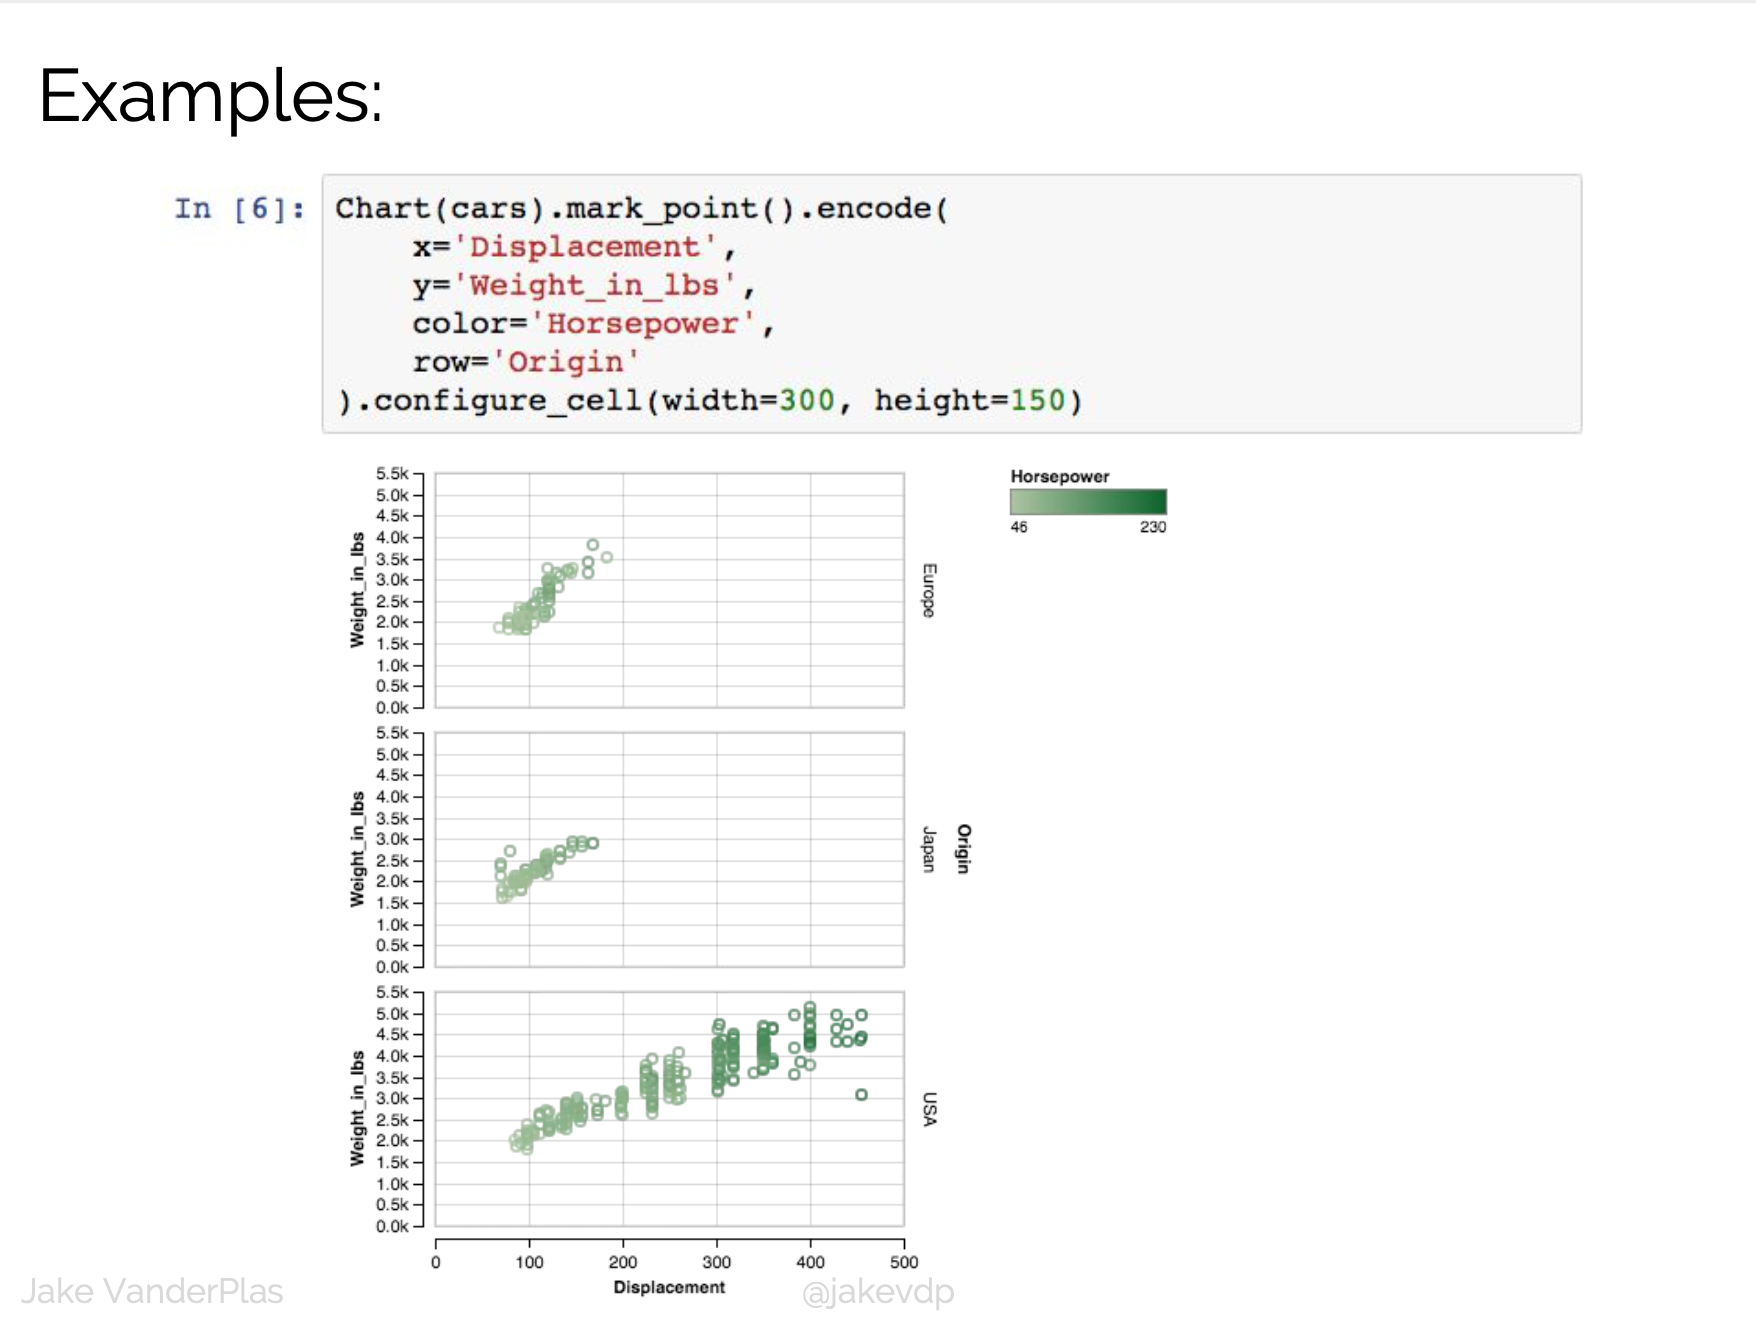 Examples:
In [6]:
Chart(cars).mark_point().encode(
x='Displacement',
y='Weight_in_lbs',
color='Horsepower',
row='Origin'
).configure_cell(width=300, height=150)
Horsepower
46 230
5.5k
5.0k
4.5k
4.0k
3.5k
3.0k
2.5k
2.0k
1.5k
1.0k
0.5k
0.0k
Weight_in_lbs
Europe
5.5k
5.0k
4.5k
4.0k
3.5k
3.0k
2.5k
2.0k
1.5k
1.0k
0.5k
0.0k
Weight_in_lbs
Japan
Origin
5.5k
5.0k
4.5k
4.0k
3.5k
3.0k
2.5k
2.0k
1.5k
1.0k
0.5k
0.0k
Weight_in_lbs
USA
0 100 200 300 400 500
Displacement
Jake VanderPlas
@jakevdp